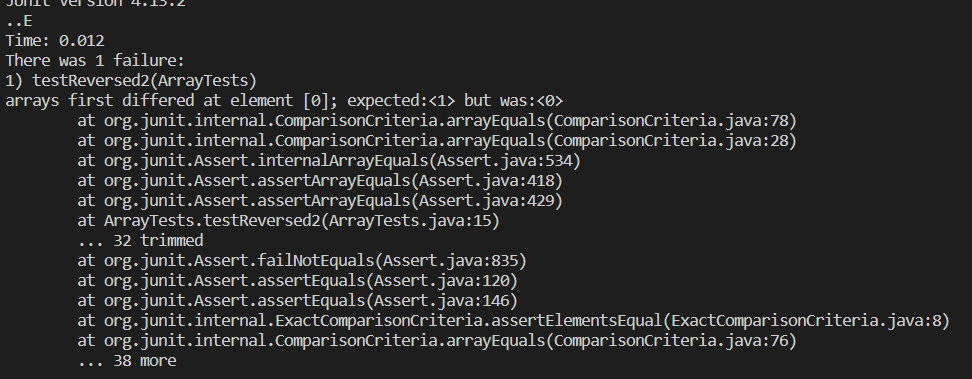 JUnit version 4.13.2
..E
Time: 0.012
There was 1 failure:
1) testReversed2(ArrayTests)
arrays first differed at element [0]; expected:<1> but was:<0>
        at org.junit.internal.ComparisonCriteria.arrayEquals(ComparisonCriteria.java:78)
        at org.junit.internal.ComparisonCriteria.arrayEquals(ComparisonCriteria.java:28)
        at org.junit.Assert.internalArrayEquals(Assert.java:534)
        at org.junit.Assert.assertArrayEquals(Assert.java:418)
        at org.junit.Assert.assertArrayEquals(Assert.java:429)
        at ArrayTests.testReversed2(ArrayTests.java:15)
        ... 32 trimmed
        at org.junit.Assert.failNotEquals(Assert.java:835)
        at org.junit.Assert.assertEquals(Assert.java:120)
        at org.junit.Assert.assertEquals(Assert.java:146)
        at org.junit.internal.ExactComparisonCriteria.assertElementsEqual(ExactComparisonCriteria.java:8)
        at org.junit.internal.ComparisonCriteria.arrayEquals(ComparisonCriteria.java:76)
        ... 38 more